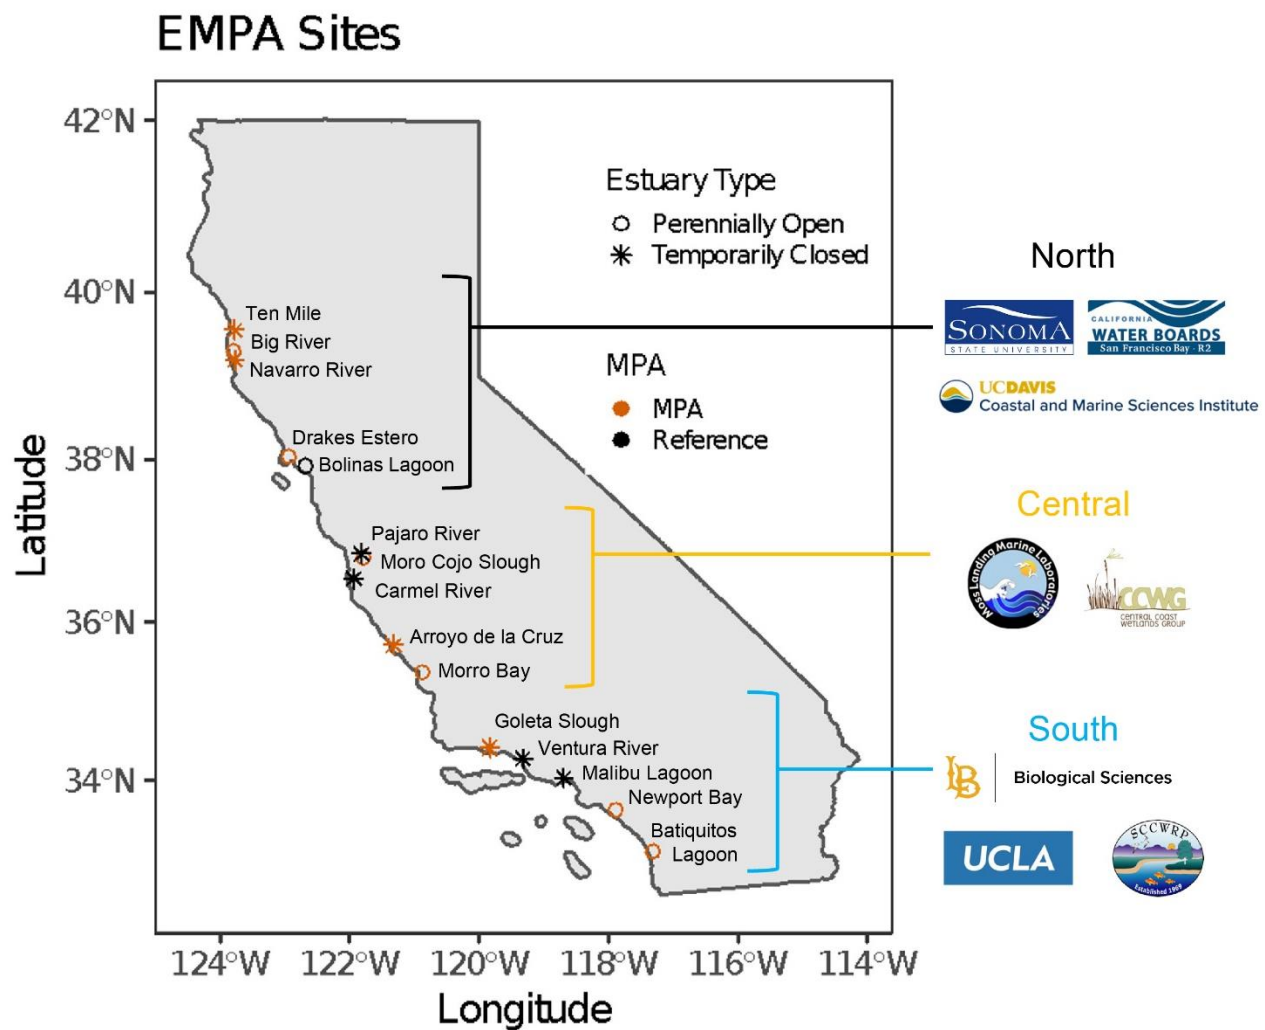 EMPA Sites
42°N
40°N
38°N
36°N
34°N
Latitude
124°W
122°W
120°W
118°W
116°W
114°W
Longitude
Estuary Type
Perennially Open
Temporarily Closed
MPA
MPA
Reference
Ten Mile
Big River
Navarro River
Drakes Estero
Bolinas Lagoon
Pajaro River
Moro Cojo Slough
Carmel River
Arroyo de la Cruz
Morro Bay
Goleta Slough
Ventura River
Malibu Lagoon
Newport Bay
Batiquitos
Lagoon
North
SONOMA
STATE UNIVERSITY
CALIFORNIA
WATER BOARDS
San Francisco Bay - R2
UCDAVIS
Coastal and Marine Sciences Institute
Central
Moss Landing Marine Laboratories
CCWG
CENTRAL COAST
WETLANDS GROUP
South
LB
Biological Sciences
UCLA
SCCWRP
Established 1969